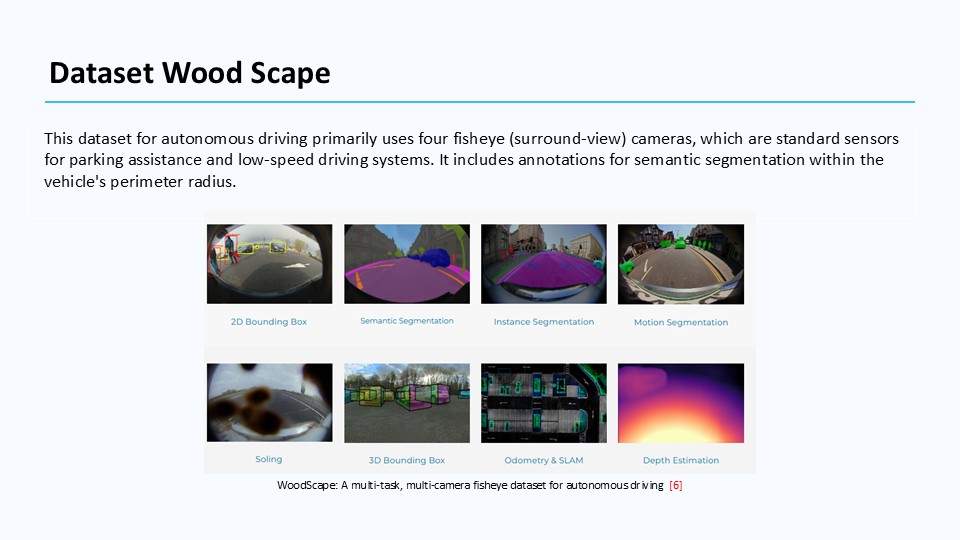 Dataset Wood Scape
This dataset for autonomous driving primarily uses four fisheye (surround-view) cameras, which are standard sensors
for parking assistance and low-speed driving systems. It includes annotations for semantic segmentation within the
vehicle's perimeter radius.
2D Bounding Box
Semantic Segmentation
Instance Segmentation
Motion Segmentation
Soling
3D Bounding Box
Odometry & SLAM
Depth Estimation
WoodScape: A multi-task, multi-camera fisheye dataset for autonomous driving [6]